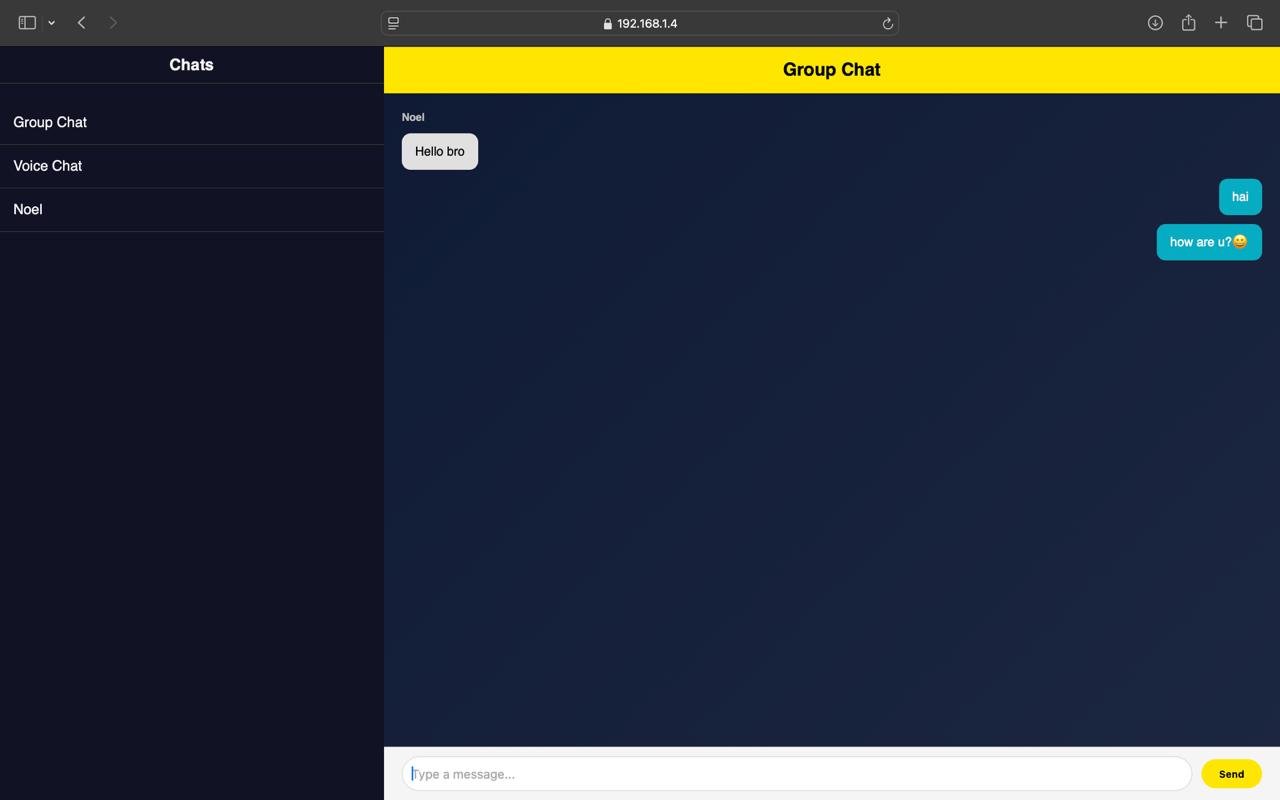 192.168.1.4
Chats
Group Chat
Voice Chat
Noel
Group Chat
Noel
Hello bro
hai
how are u?😀
Type a message...
Send